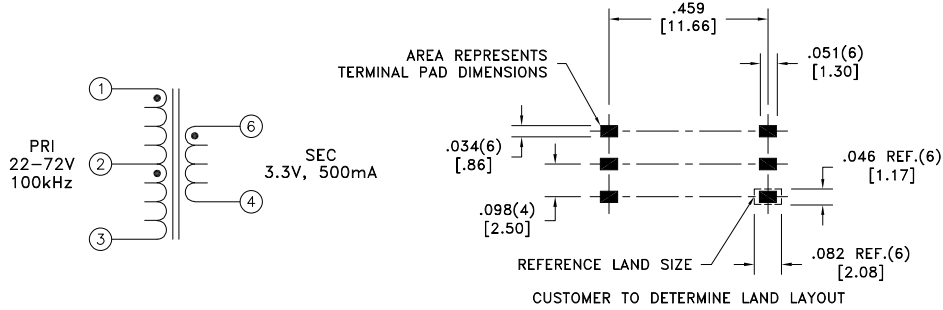 1
2
3
PRI
22-72V
100kHz
6
4
SEC
3.3V, 500mA
.459
[11.66]
AREA REPRESENTS
TERMINAL PAD DIMENSIONS
.051(6)
[1.30]
.034(6)
[.86]
.046 REF.(6)
[1.17]
.098(4)
[2.50]
REFERENCE LAND SIZE
.082 REF.(6)
[2.08]
CUSTOMER TO DETERMINE LAND LAYOUT